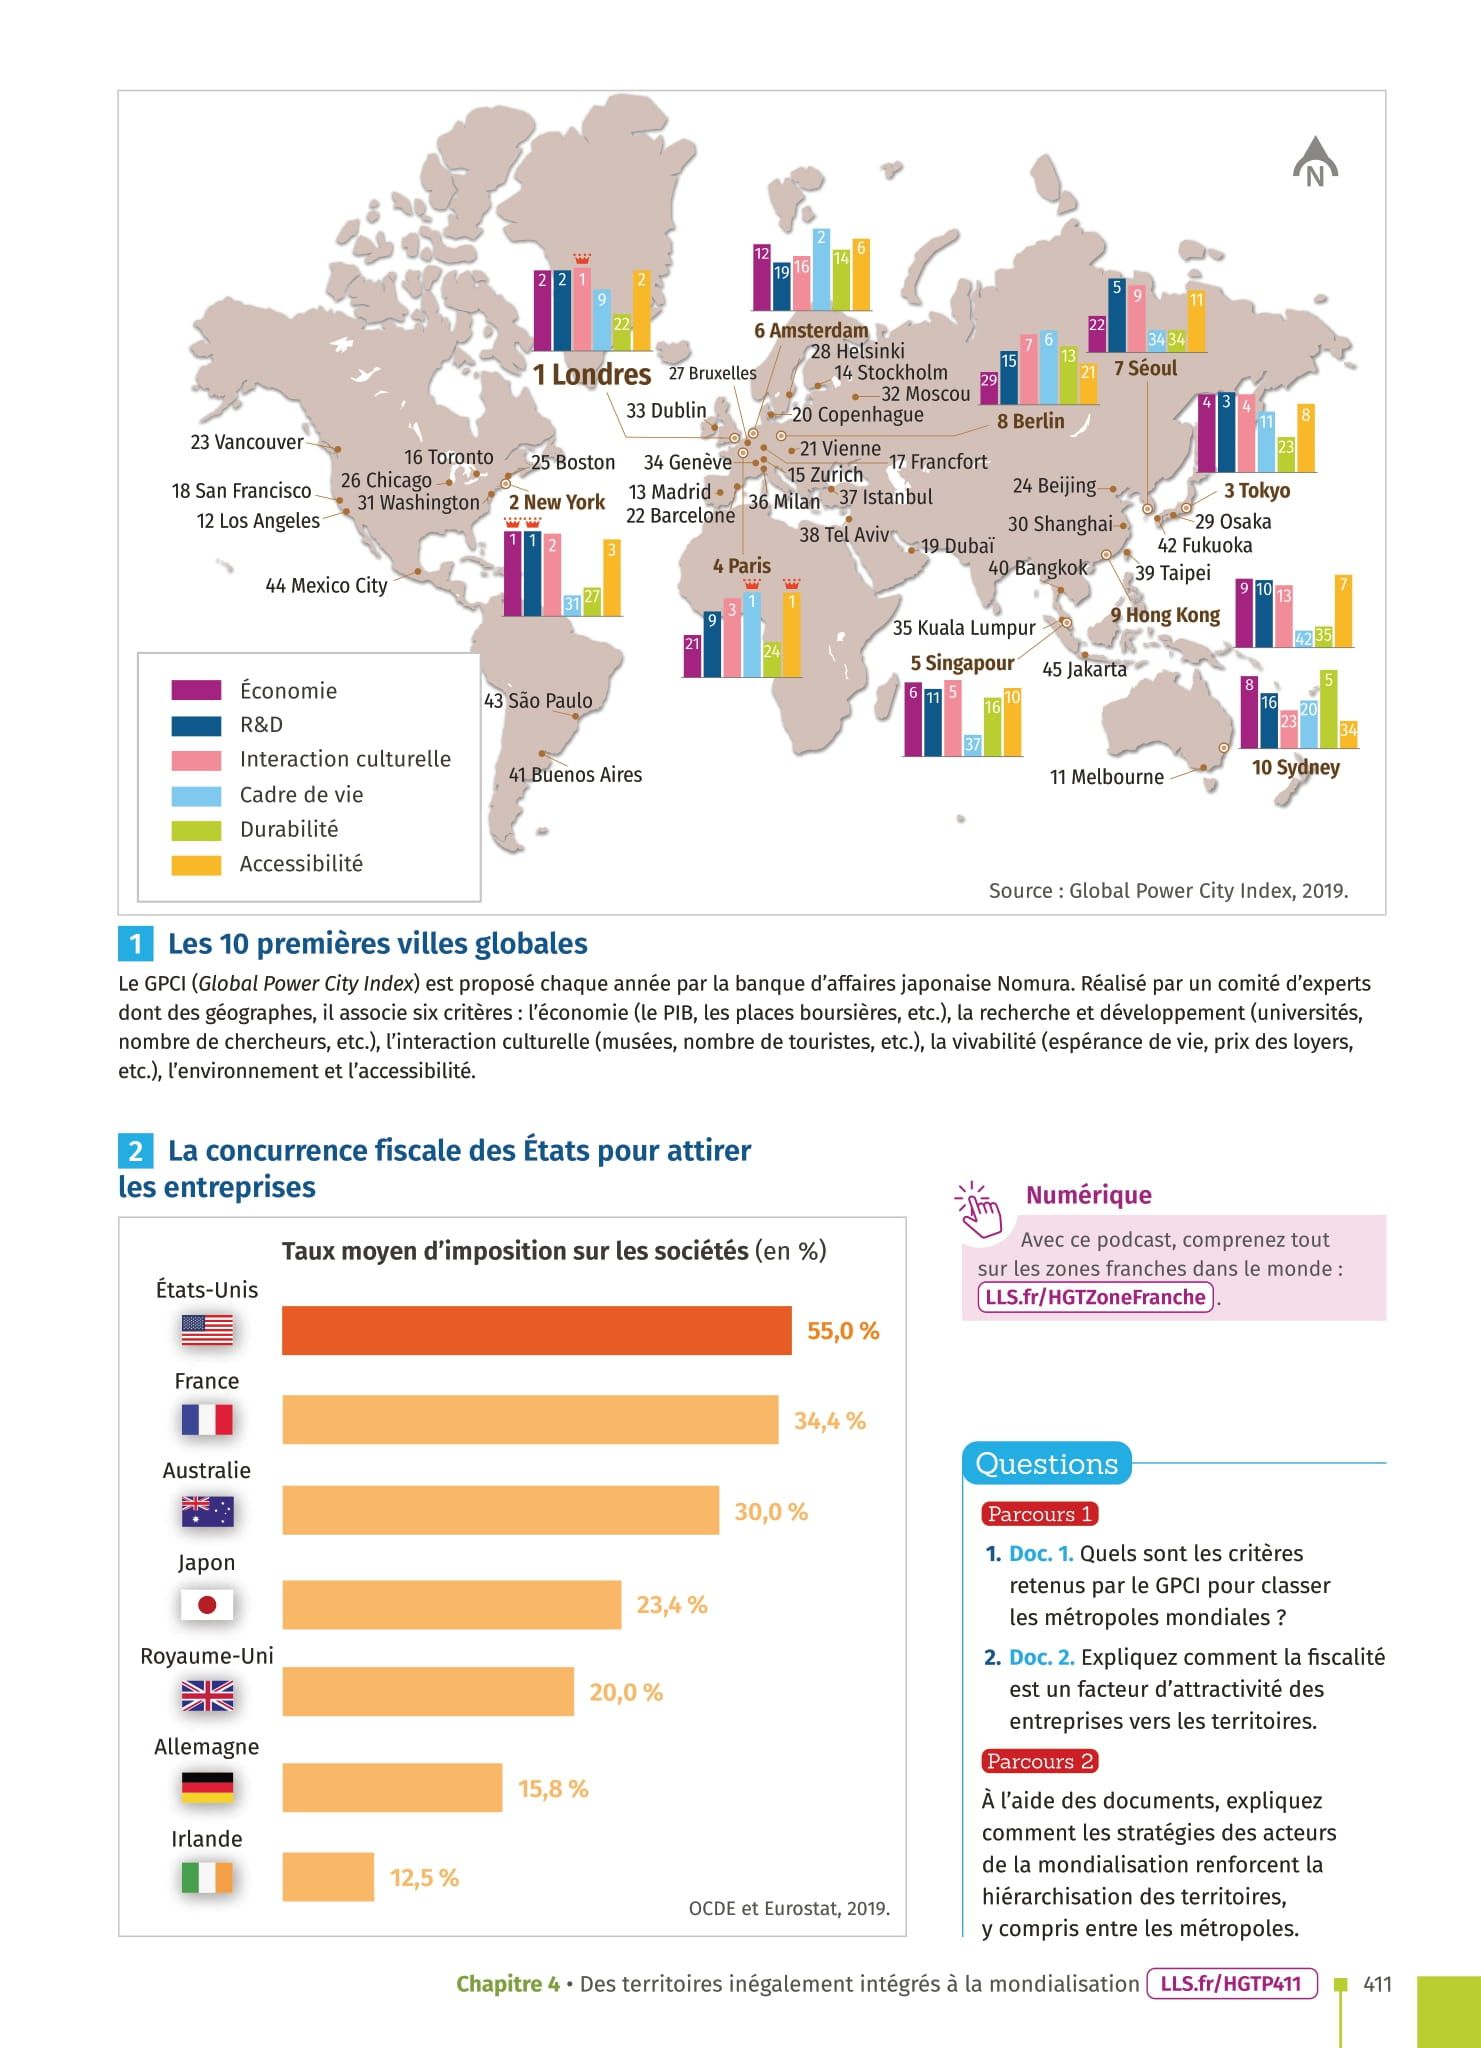 N
2 2 1 9 22 2
1 Londres
12 19 16 2 14 6
6 Amsterdam
29 15 7 6 13 21
8 Berlin
22 5 9 34 34 11
7 Séoul
4 3 4 11 23 8
3 Tokyo
28 Helsinki
27 Bruxelles
14 Stockholm
32 Moscou
33 Dublin
20 Copenhague
23 Vancouver
16 Toronto
25 Boston
34 Genève
21 Vienne
17 Francfort
26 Chicago
15 Zurich
24 Beijing
18 San Francisco
31 Washington
2 New York
13 Madrid
36 Milan
37 Istanbul
12 Los Angeles
22 Barcelone
30 Shanghai
29 Osaka
38 Tel Aviv
19 Dubaï
42 Fukuoka
1 1 2 31 27 3
4 Paris
40 Bangkok
39 Taipei
44 Mexico City
21 9 3 1 24 1
9 Hong Kong
9 10 13 42 35 7
35 Kuala Lumpur
5 Singapour
45 Jakarta
6 11 5 37 16 10
8 16 23 20 5 34
43 São Paulo
10 Sydney
41 Buenos Aires
11 Melbourne
Économie
R&D
Interaction culturelle
Cadre de vie
Durabilité
Accessibilité
Source : Global Power City Index, 2019.
1 Les 10 premières villes globales
Le GPCI (Global Power City Index) est proposé chaque année par la banque d’affaires japonaise Nomura. Réalisé par un comité d’experts
dont des géographes, il associe six critères : l’économie (le PIB, les places boursières, etc.), la recherche et développement (universités,
nombre de chercheurs, etc.), l’interaction culturelle (musées, nombre de touristes, etc.), la vivabilité (espérance de vie, prix des loyers,
etc.), l’environnement et l’accessibilité.
2 La concurrence fiscale des États pour attirer
les entreprises
Taux moyen d’imposition sur les sociétés (en %)
États-Unis
55,0 %
France
34,4 %
Australie
30,0 %
Japon
23,4 %
Royaume-Uni
20,0 %
Allemagne
15,8 %
Irlande
12,5 %
OCDE et Eurostat, 2019.
Numérique
Avec ce podcast, comprenez tout
sur les zones franches dans le monde :
LLS.fr/HGTZoneFranche .
Questions
Parcours 1
1. Doc. 1. Quels sont les critères
retenus par le GPCI pour classer
les métropoles mondiales ?
2. Doc. 2. Expliquez comment la fiscalité
est un facteur d’attractivité des
entreprises vers les territoires.
Parcours 2
À l’aide des documents, expliquez
comment les stratégies des acteurs
de la mondialisation renforcent la
hiérarchisation des territoires,
y compris entre les métropoles.
Chapitre 4 • Des territoires inégalement intégrés à la mondialisation LLS.fr/HGTP411 411